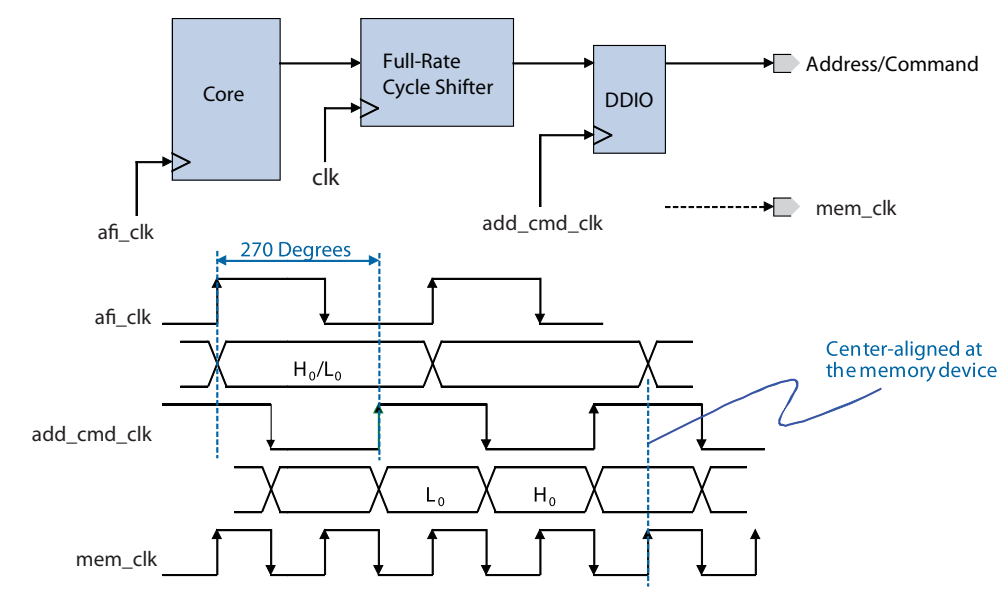 Core
Full-Rate
Cycle Shifter
DDIO
Address/Command
clk
afi_clk
add_cmd_clk
mem_clk
270 Degrees
afi_clk
H0/L0
Center-aligned at
the memory device
add_cmd_clk
L0
H0
mem_clk